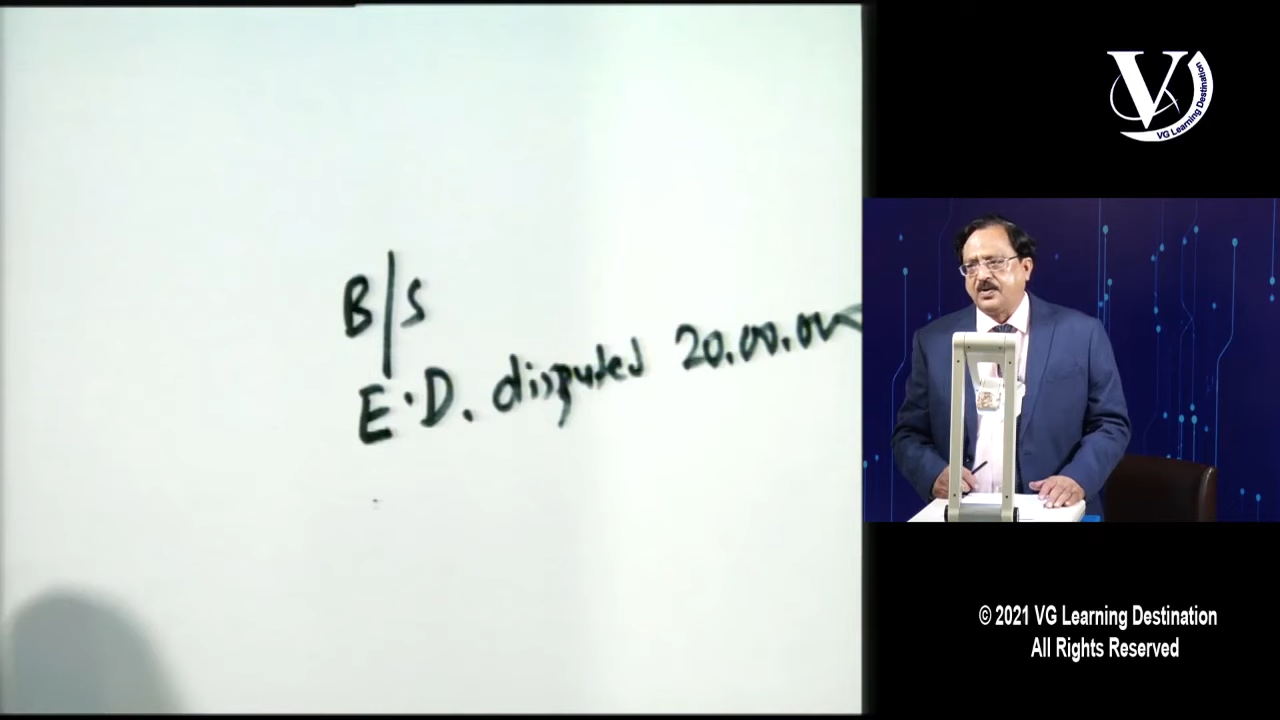 B/S
E.D. disputed 20.00.00
V
VG Learning Destination
© 2021 VG Learning Destination
All Rights Reserved